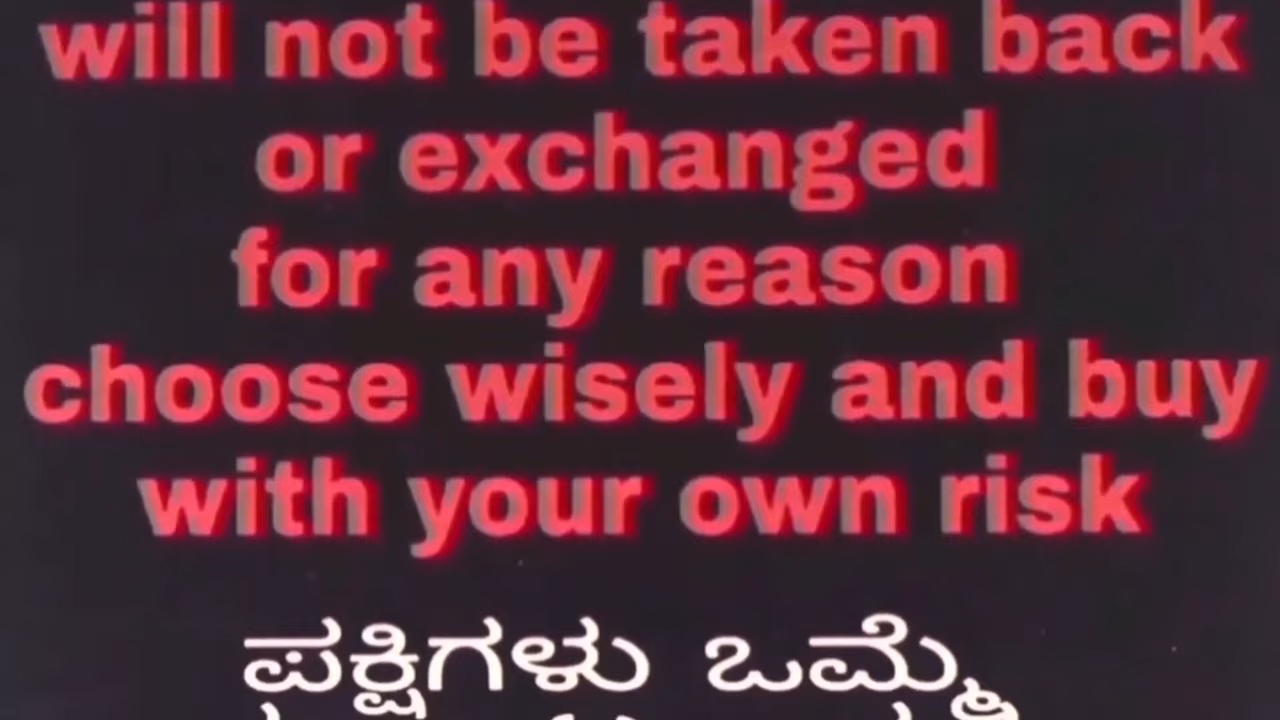 will not be taken back
or exchanged
for any reason
choose wisely and buy
with your own risk
ಪಕ್ಷಿಗಳು ಒಮ್ಮೆ